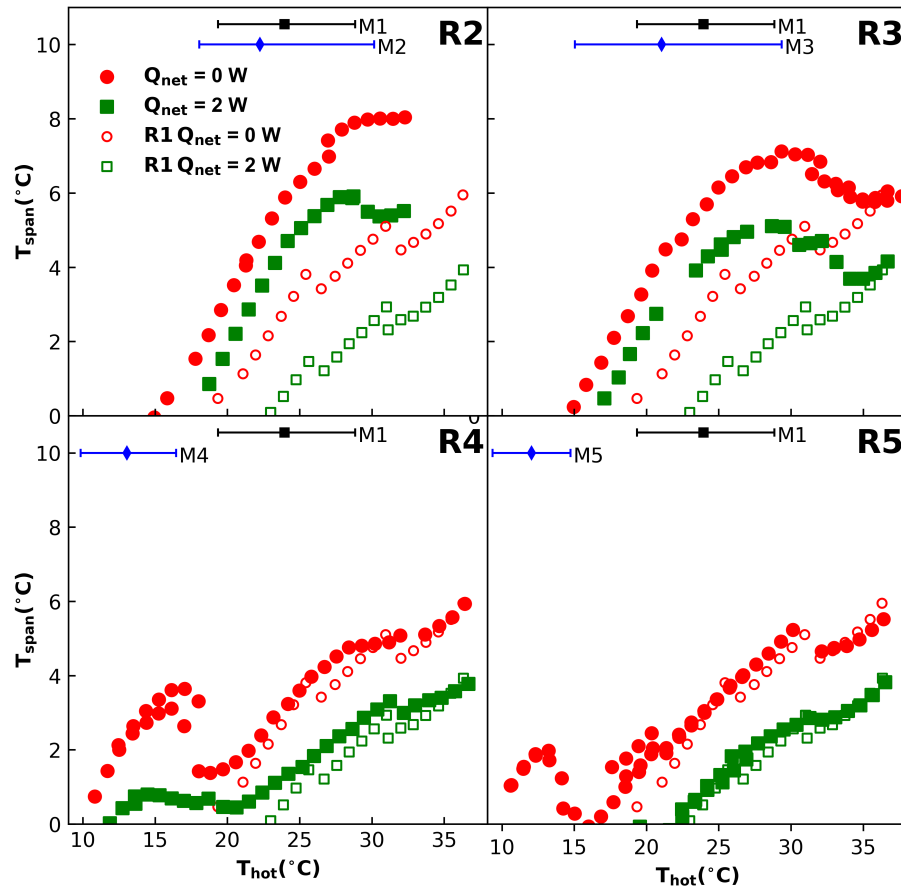 M1
R2
M2
10
Q_net = 0 W
Q_net = 2 W
R1 Q_net = 0 W
R1 Q_net = 2 W
8
6
4
2
0
T_span(°C)
M1
R3
M3
0
M1
R4
M4
10
8
6
4
2
0
T_span(°C)
10 15 20 25 30 35
T_hot(°C)
M1
R5
M5
10 15 20 25 30 35
T_hot(°C)